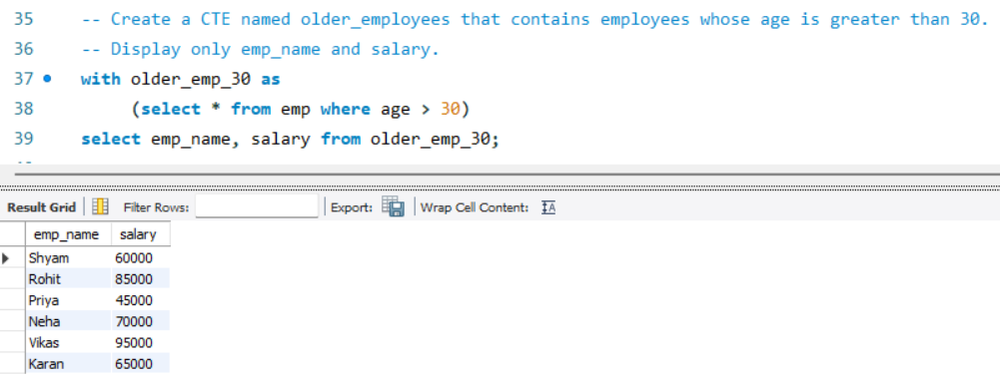 35 -- Create a CTE named older_employees that contains employees whose age is greater than 30.
36 -- Display only emp_name and salary.
37 with older_emp_30 as
38 (select * from emp where age > 30)
39 select emp_name, salary from older_emp_30;
Result Grid Filter Rows: Export: Wrap Cell Content: IA
emp_name salary
Shyam 60000
Rohit 85000
Priya 45000
Neha 70000
Vikas 95000
Karan 65000